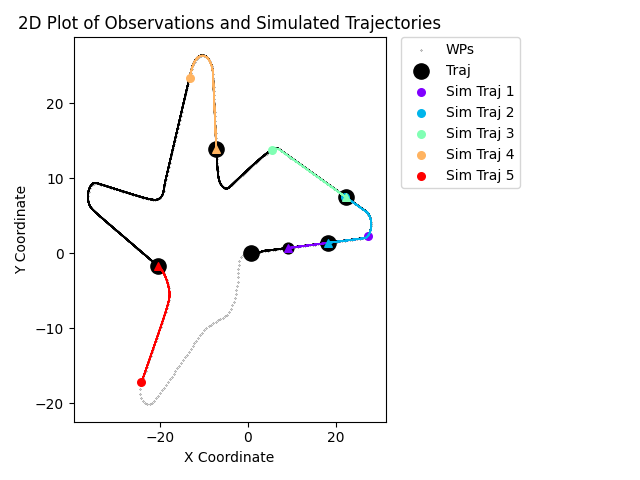 2D Plot of Observations and Simulated Trajectories
WPs
Traj
Sim Traj 1
Sim Traj 2
Sim Traj 3
Sim Traj 4
Sim Traj 5
20
10
0
−10
−20
Y Coordinate
−20
0
20
X Coordinate